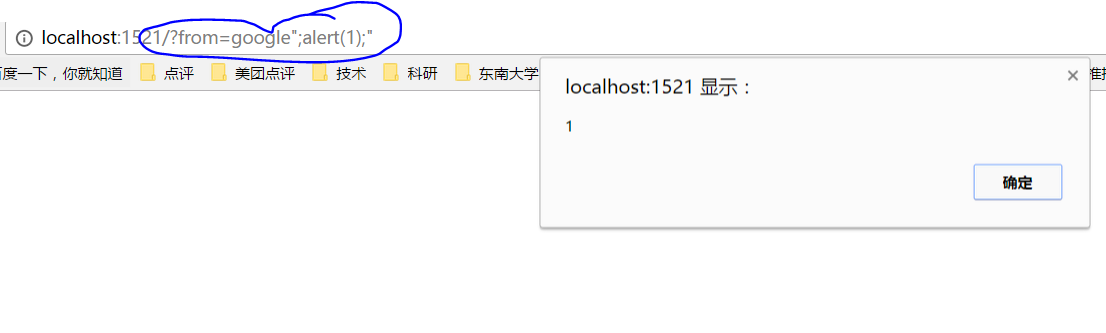 localhost:1521/?from=google";alert(1);"
百度一下，你就知道 点评 美团点评 技术 科研 东南大学
localhost:1521 显示：
1
确定